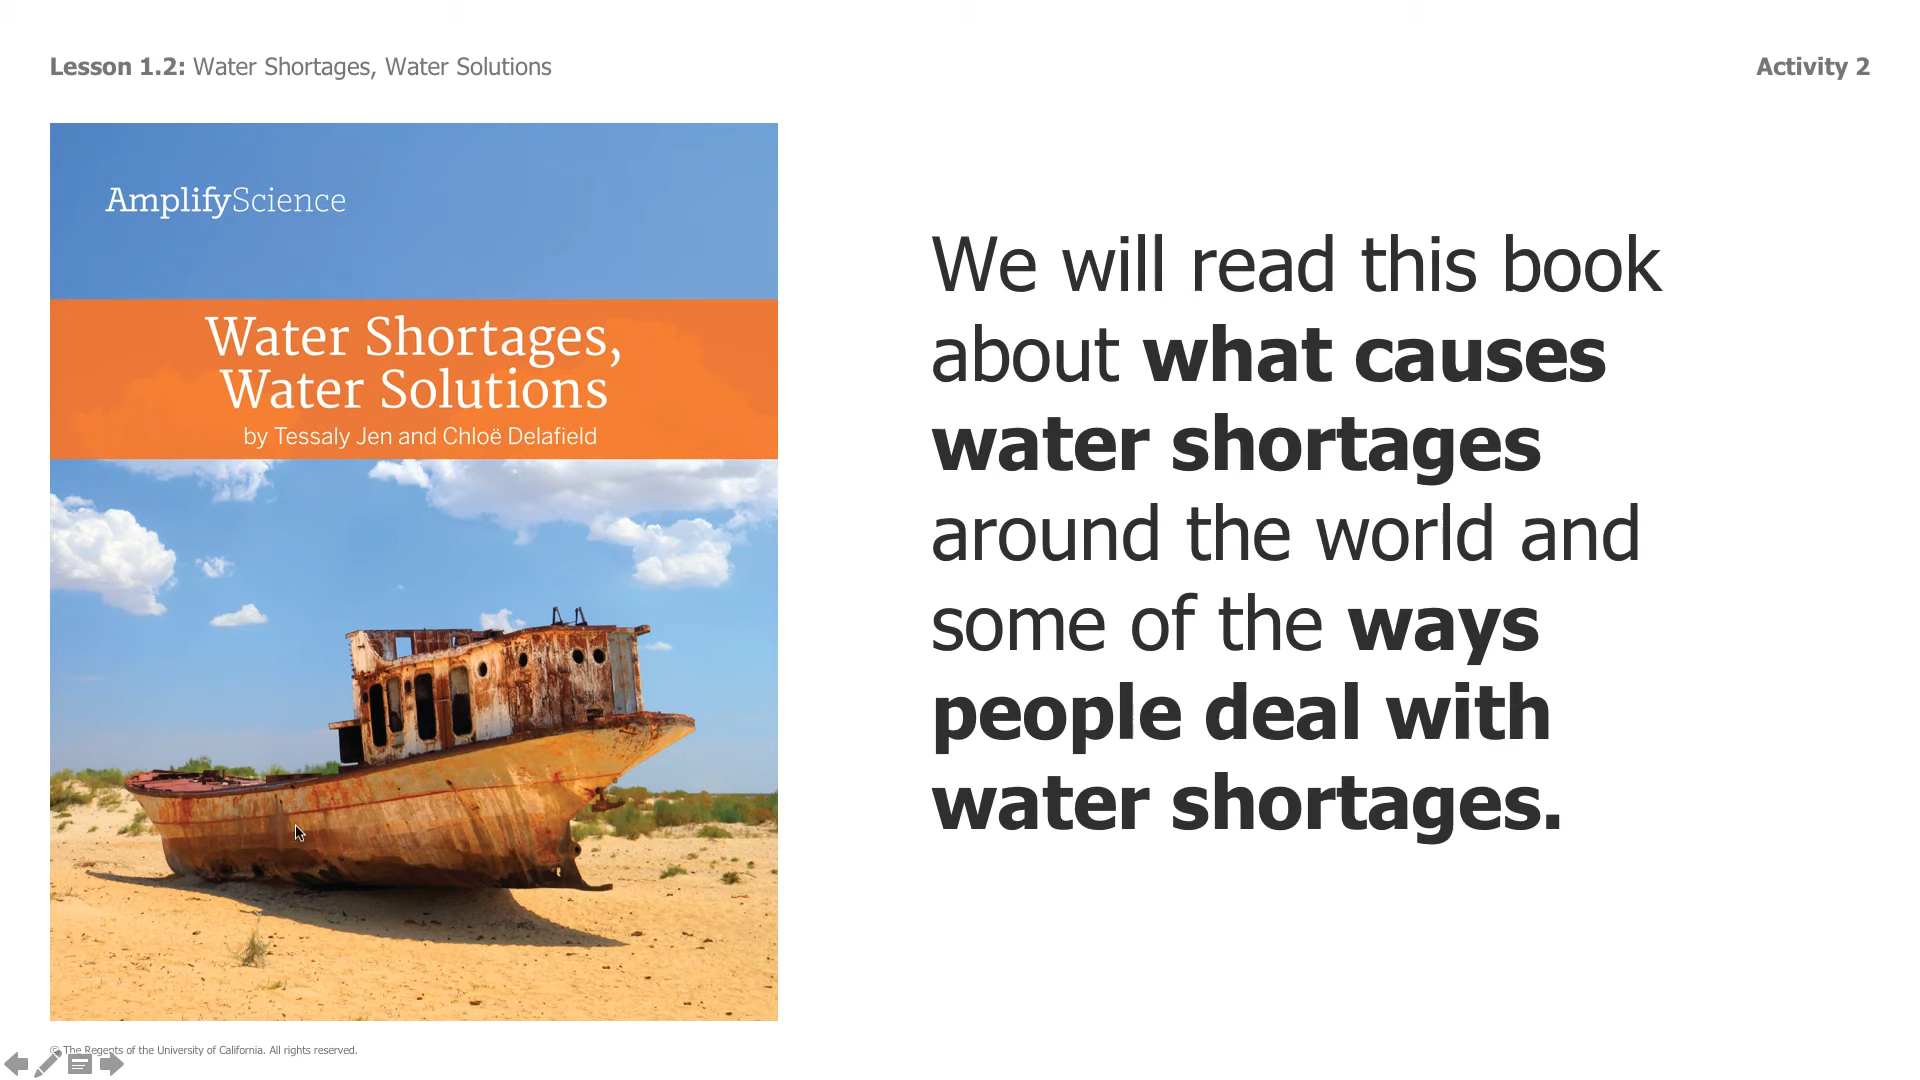 Lesson 1.2: Water Shortages, Water Solutions
Activity 2
AmplifyScience
Water Shortages,
Water Solutions
by Tessaly Jen and Chloë Delafield
We will read this book
about what causes
water shortages
around the world and
some of the ways
people deal with
water shortages.
© The Regents of the University of California. All rights reserved.